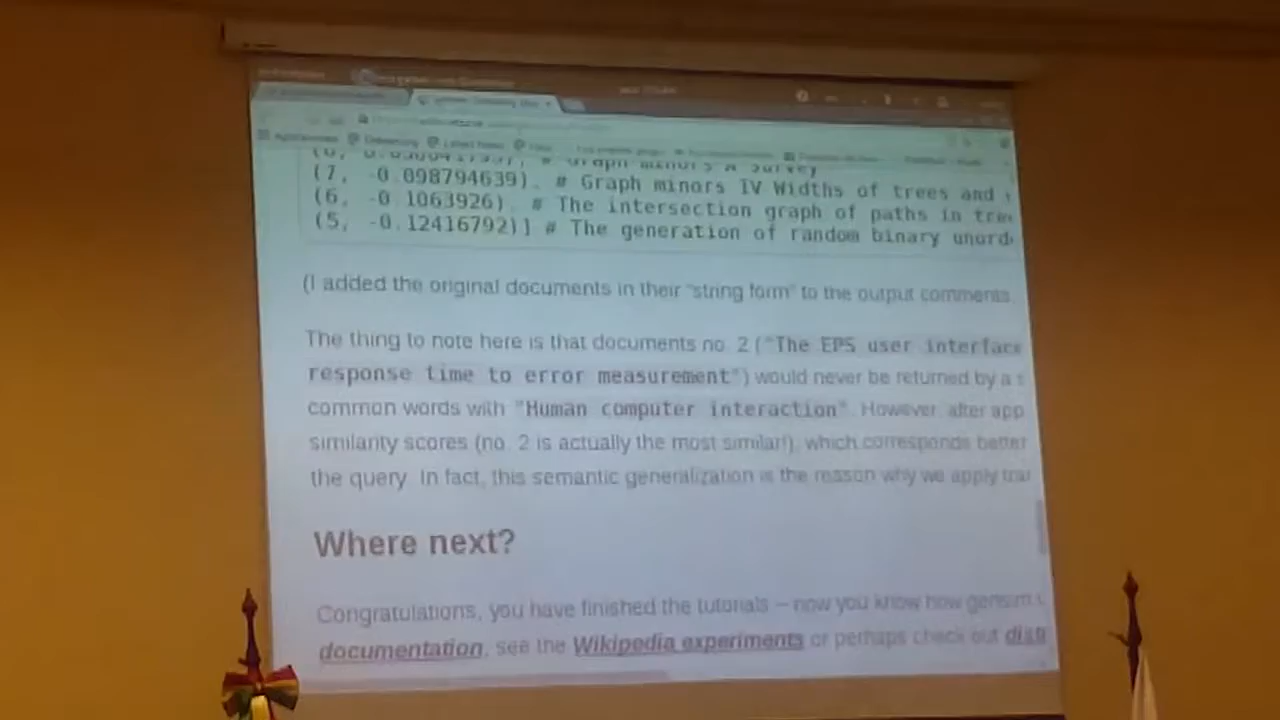 # Graph minors A survey
(7, -0.098794639), # Graph minors IV Widths of trees and
(6, -0.1063926), # The intersection graph of paths in trees
(5, -0.12416792)] # The generation of random binary unord
(I added the original documents in their "string form" to the output comments
The thing to note here is that documents no. 2 ("The EPS user interface
response time to error measurement") would never be returned by a
common words with "Human computer interaction". However, after app
similarity scores (no. 2 is actually the most similar!), which corresponds better
the query. In fact, this semantic generalization is the reason why we apply tra
Where next?
Congratulations, you have finished the tutorials – now you know how gensim
documentation, see the Wikipedia experiments or perhaps check out dist